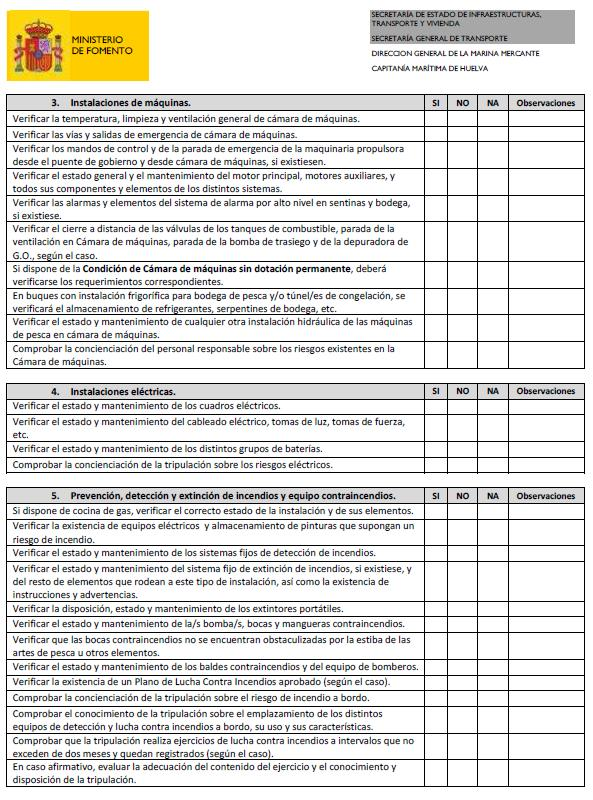 MINISTERIO
DE FOMENTO
SECRETARÍA DE ESTADO DE INFRAESTRUCTURAS,
TRANSPORTE Y VIVIENDA
SECRETARÍA GENERAL DE TRANSPORTE
DIRECCION GENERAL DE LA MARINA MERCANTE
CAPITANÍA MARÍTIMA DE HUELVA
3. Instalaciones de máquinas. SI NO NA Observaciones
Verificar la temperatura, limpieza y ventilación general de cámara de máquinas.
Verificar las vías y salidas de emergencia de cámara de máquinas.
Verificar los mandos de control y de la parada de emergencia de la maquinaria propulsora
desde el puente de gobierno y desde cámara de máquinas, si existiesen.
Verificar el estado general y el mantenimiento del motor principal, motores auxiliares, y
todos sus componentes y elementos de los distintos sistemas.
Verificar las alarmas y elementos del sistema de alarma por alto nivel en sentinas y bodega,
si existiese.
Verificar el cierre a distancia de las válvulas de los tanques de combustible, parada de la
ventilación en Cámara de máquinas, parada de la bomba de trasiego y de la depuradora de
G.O., según el caso.
Si dispone de la Condición de Cámara de máquinas sin dotación permanente, deberá
verificarse los requerimientos correspondientes.
En buques con instalación frigorífica para bodega de pesca y/o túnel/es de congelación, se
verificará el almacenamiento de refrigerantes, serpentines de bodega, etc.
Verificar el estado y mantenimiento de cualquier otra instalación hidráulica de las máquinas
de pesca en cámara de máquinas.
Comprobar la concienciación del personal responsable sobre los riesgos existentes en la
Cámara de máquinas.
4. Instalaciones eléctricas. SI NO NA Observaciones
Verificar el estado y mantenimiento de los cuadros eléctricos.
Verificar el estado y mantenimiento del cableado eléctrico, tomas de luz, tomas de fuerza,
etc.
Verificar el estado y mantenimiento de los distintos grupos de baterías.
Comprobar la concienciación de la tripulación sobre los riesgos eléctricos.
5. Prevención, detección y extinción de incendios y equipo contraincendios. SI NO NA Observaciones
Si dispone de cocina de gas, verificar el correcto estado de la instalación y de sus elementos.
Verificar la existencia de equipos eléctricos y almacenamiento de pinturas que supongan un
riesgo de incendio.
Verificar el estado y mantenimiento de los sistemas fijos de detección de incendios.
Verificar el estado y mantenimiento del sistema fijo de extinción de incendios, si existiese, y
del resto de elementos que rodean a este tipo de instalación, así como la existencia de
instrucciones y advertencias.
Verificar la disposición, estado y mantenimiento de los extintores portátiles.
Verificar el estado y mantenimiento de la/s bomba/s, bocas y mangueras contraincendios.
Verificar que las bocas contraincendios no se encuentran obstaculizadas por la estiba de las
artes de pesca u otros elementos.
Verificar el estado y mantenimiento de los baldes contraincendios y del equipo de bomberos.
Verificar la existencia de un Plano de Lucha Contra Incendios aprobado (según el caso).
Comprobar la concienciación de la tripulación sobre el riesgo de incendio a bordo.
Comprobar el conocimiento de la tripulación sobre el emplazamiento de los distintos
equipos de detección y lucha contra incendios a bordo, su uso y sus características.
Comprobar que la tripulación realiza ejercicios de lucha contra incendios a intervalos que no
exceden de dos meses y quedan registrados (según el caso).
En caso afirmativo, evaluar la adecuación del contenido del ejercicio y el conocimiento y
disposición de la tripulación.